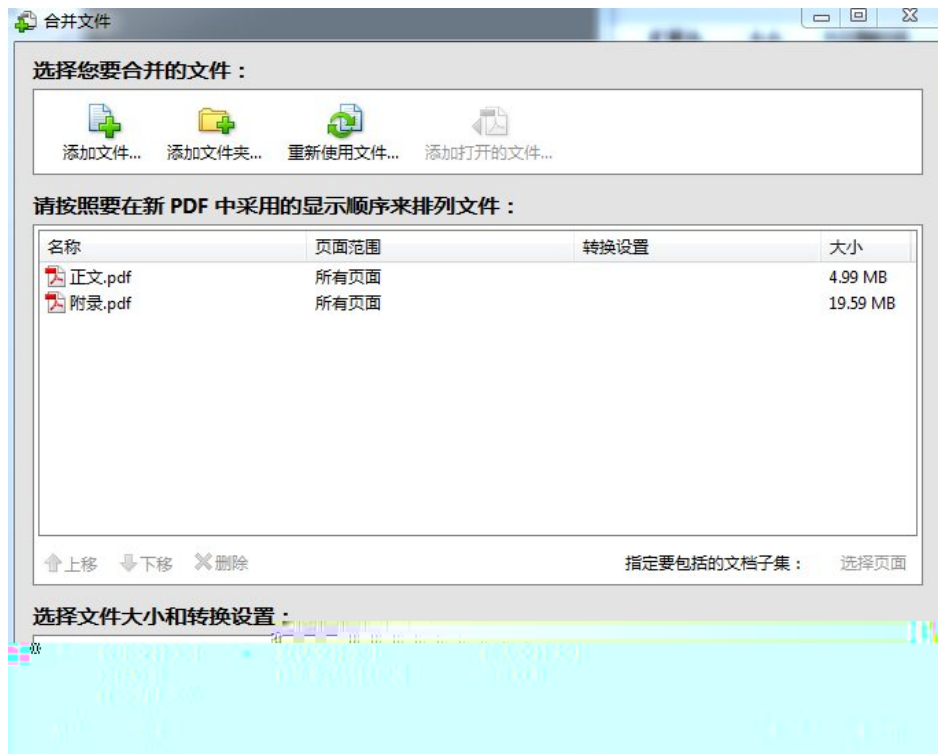 合并文件
选择您要合并的文件：
添加文件... 添加文件夹... 重新使用文件... 添加打开的文件...
请按照要在新 PDF 中采用的显示顺序来排列文件：
名称 页面范围 转换设置 大小
正文.pdf 所有页面 4.99 MB
附录.pdf 所有页面 19.59 MB
上移 下移 删除 指定要包括的文档子集： 选择页面
选择文件大小和转换设置：